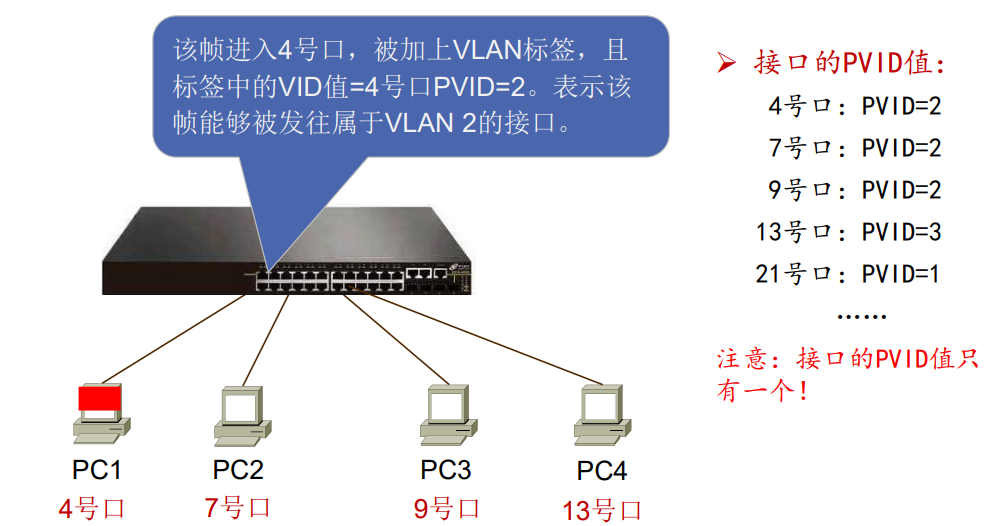 该帧进入4号口，被加上VLAN标签，且
标签中的VID值=4号口PVID=2。表示该
帧能够被发往属于VLAN 2的接口。
➢ 接口的PVID值：
4号口：PVID=2
7号口：PVID=2
9号口：PVID=2
13号口：PVID=3
21号口：PVID=1
……
注意：接口的PVID值只
有一个！
PC1
PC2
PC3
PC4
4号口
7号口
9号口
13号口